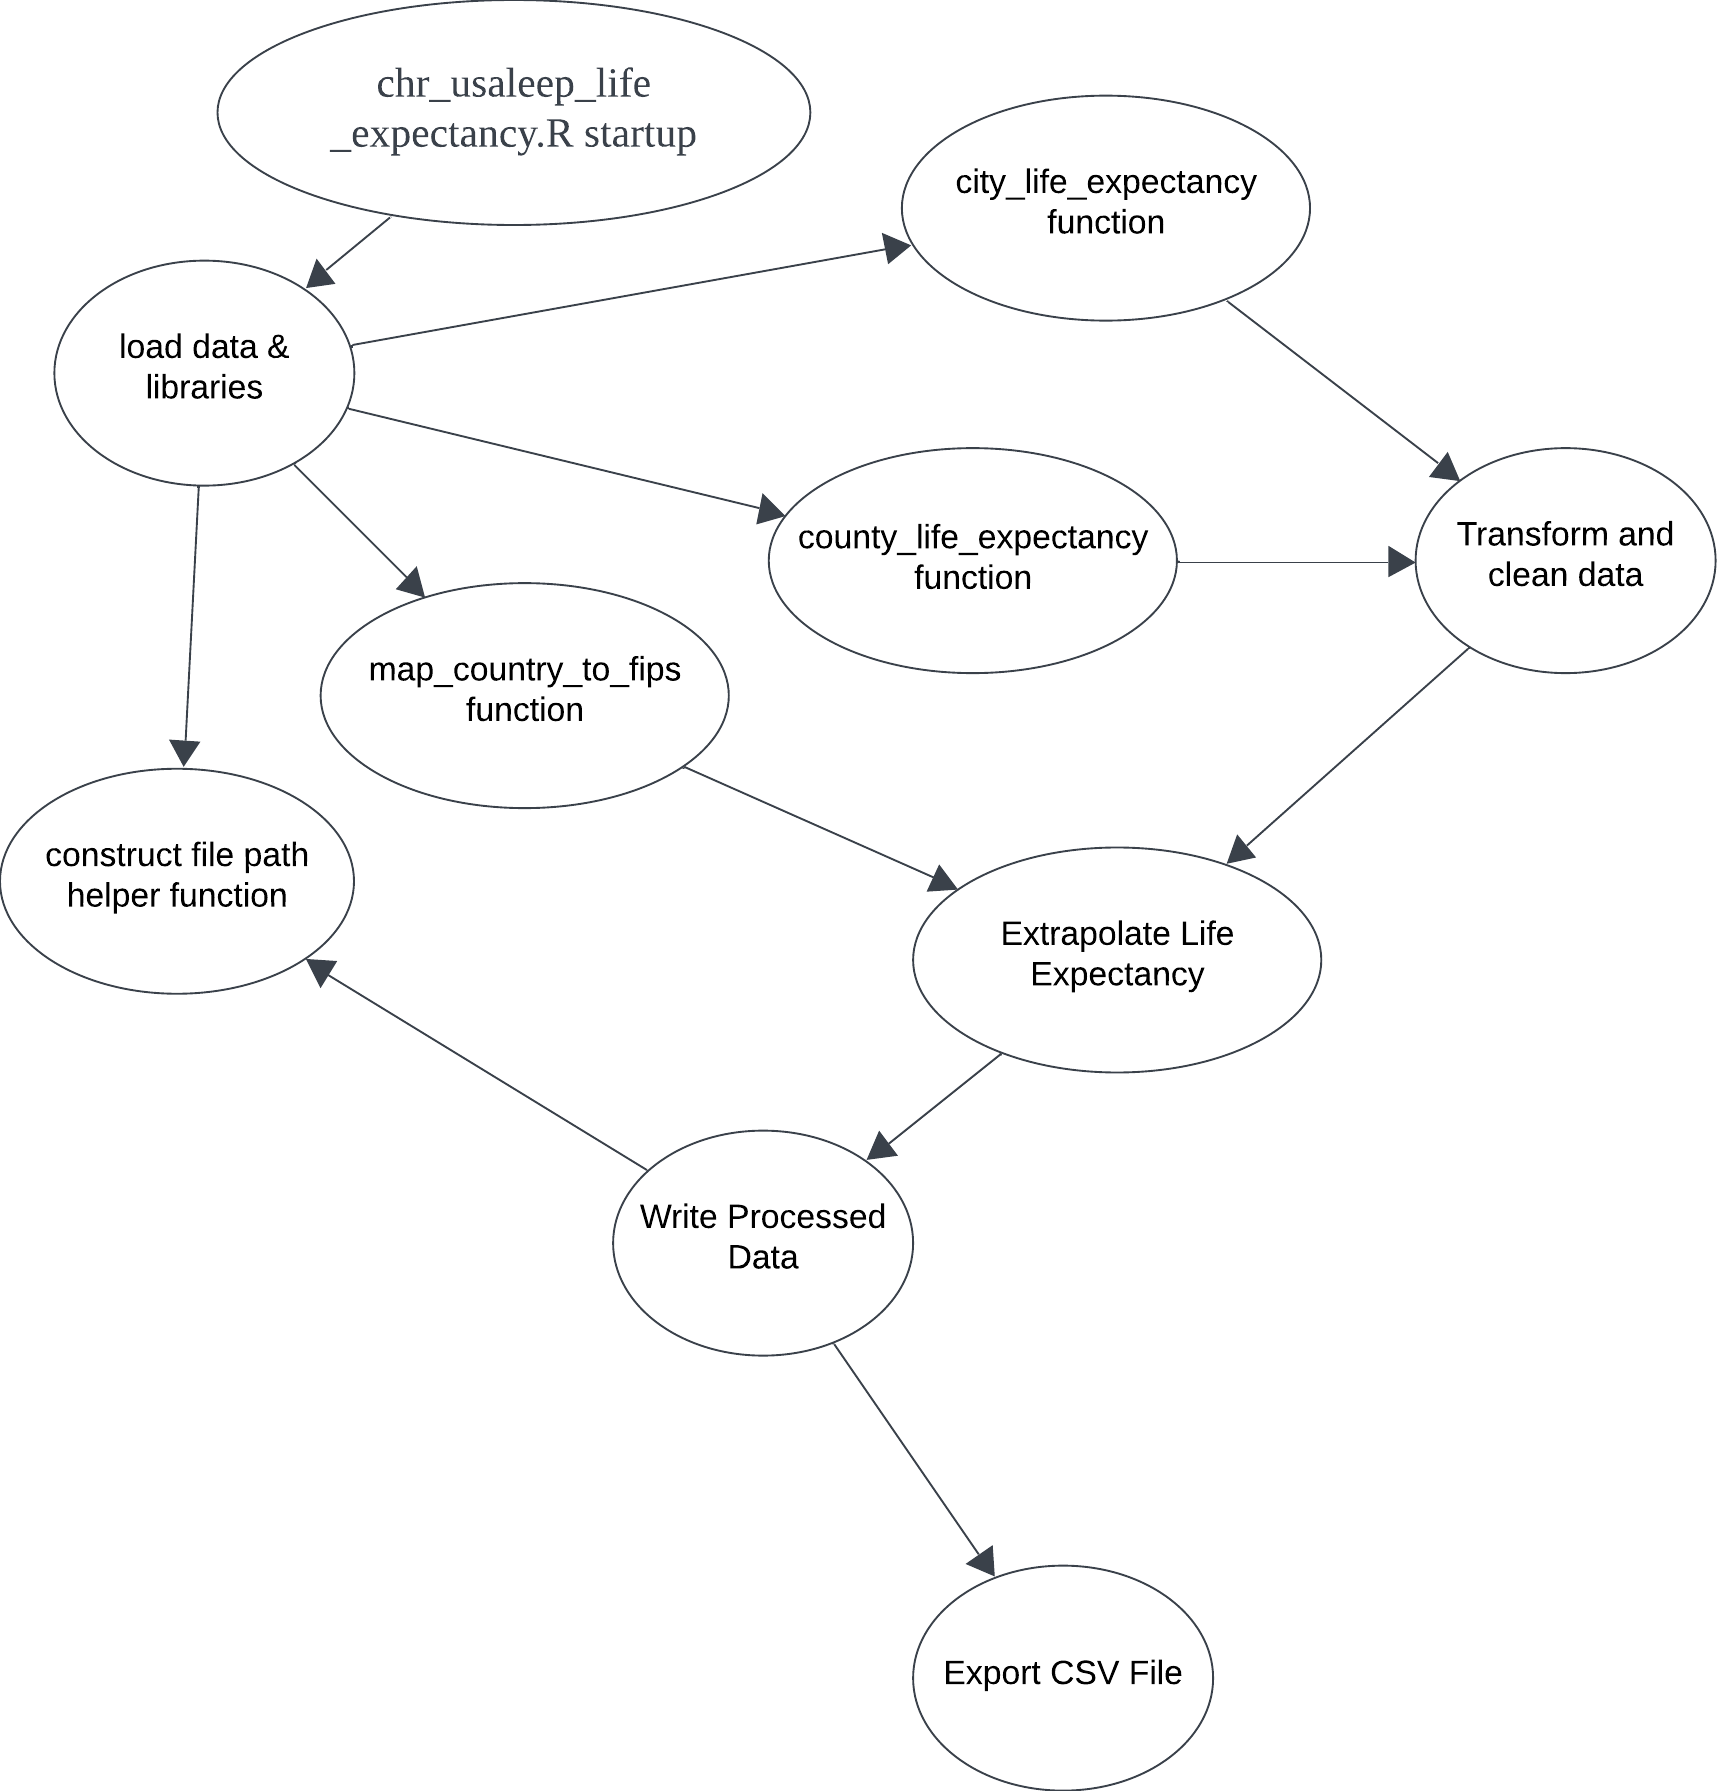 chr_usaleep_life
_expectancy.R startup
city_life_expectancy
function
load data &
libraries
county_life_expectancy
function
Transform and
clean data
map_country_to_fips
function
construct file path
helper function
Extrapolate Life
Expectancy
Write Processed
Data
Export CSV File